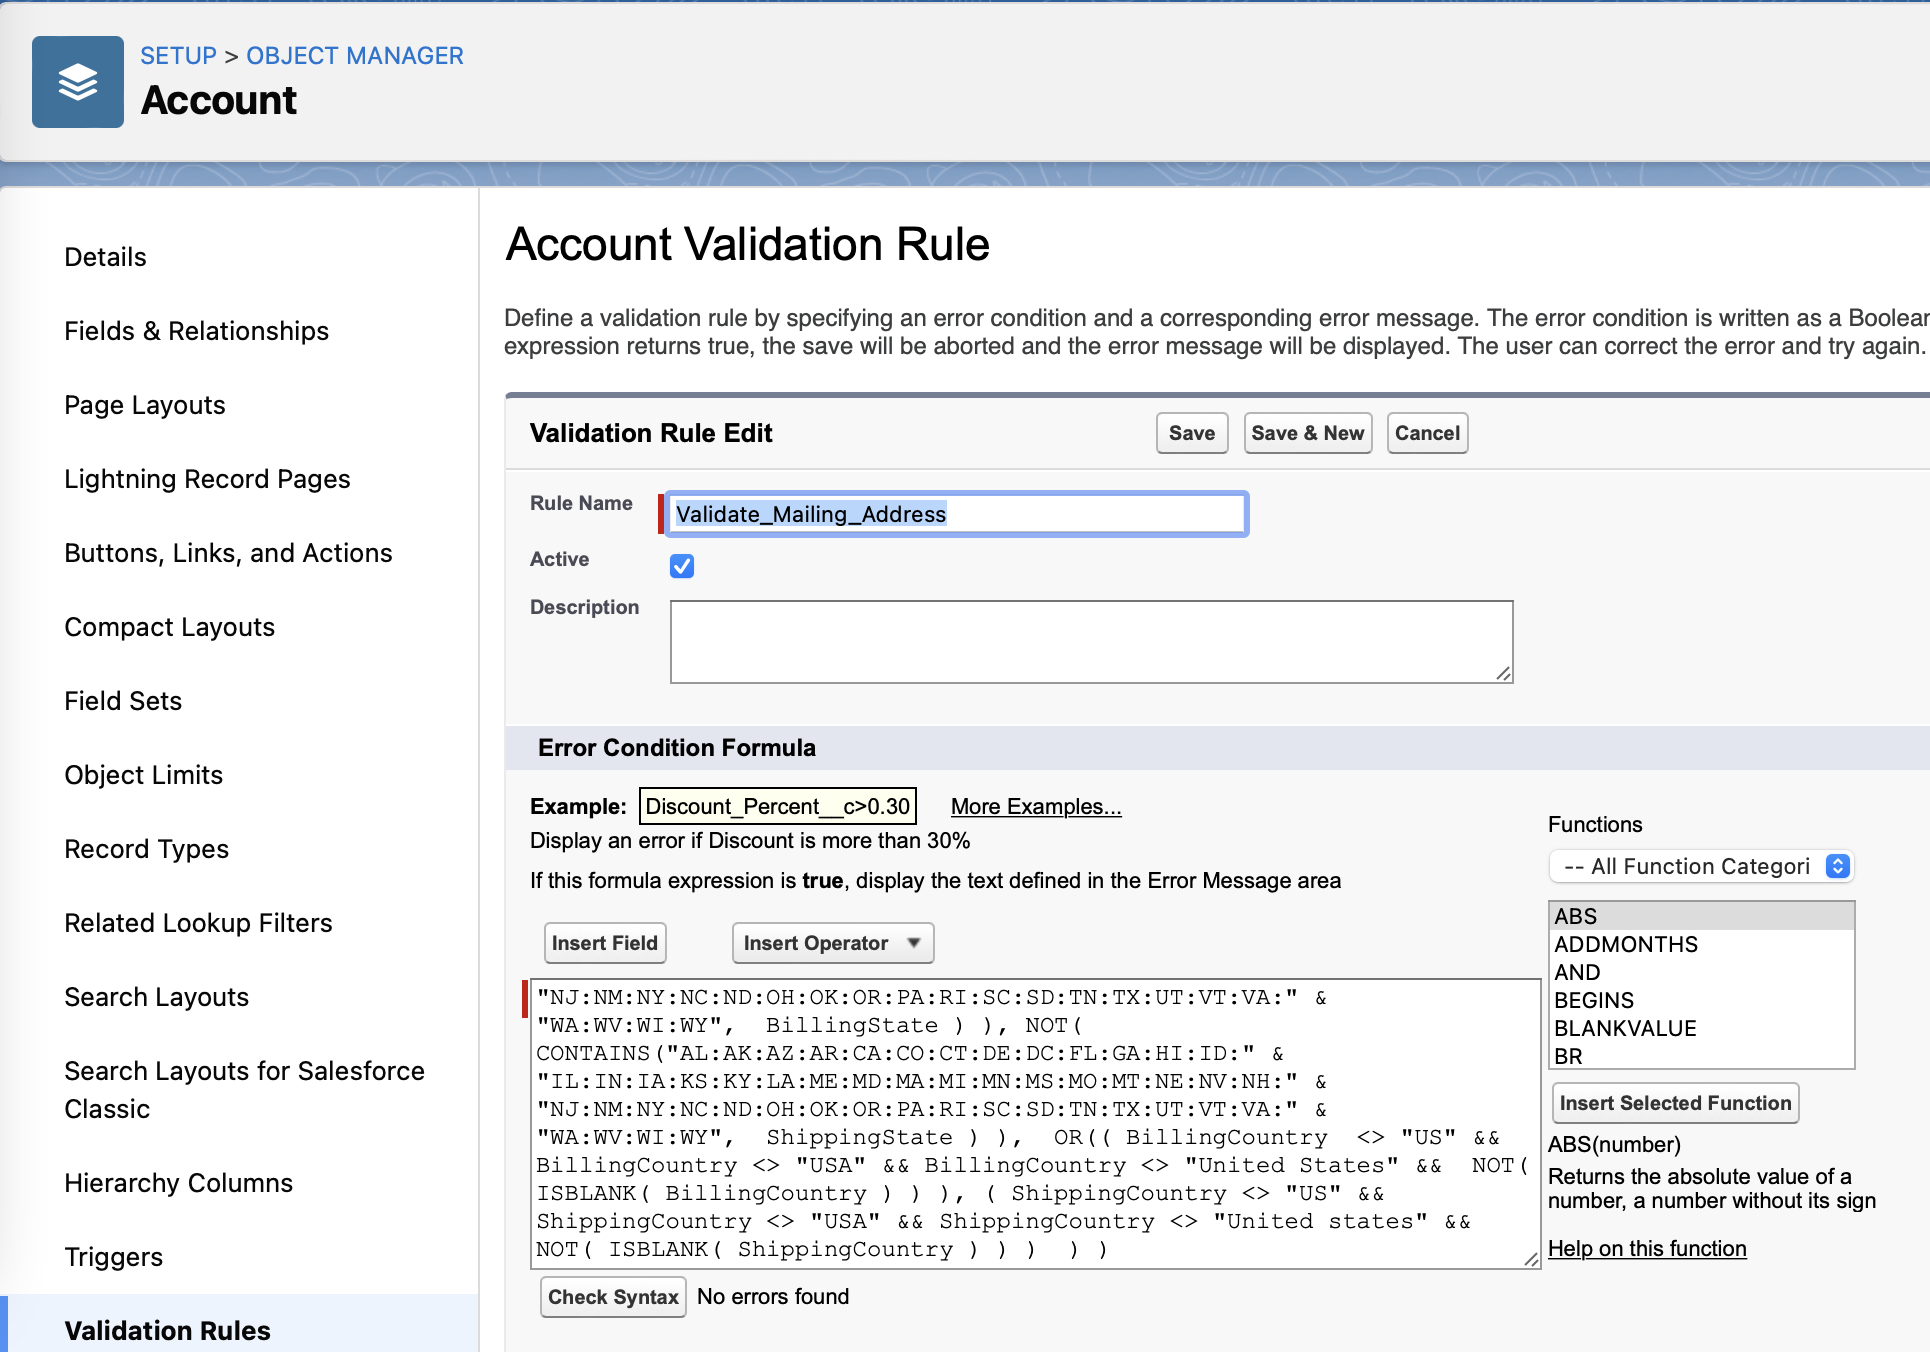 SETUP > OBJECT MANAGER
Account
Details
Fields & Relationships
Page Layouts
Lightning Record Pages
Buttons, Links, and Actions
Compact Layouts
Field Sets
Object Limits
Record Types
Related Lookup Filters
Search Layouts
Search Layouts for Salesforce
Classic
Hierarchy Columns
Triggers
Validation Rules
Account Validation Rule
Define a validation rule by specifying an error condition and a corresponding error message. The error condition is written as a Boolean
expression returns true, the save will be aborted and the error message will be displayed. The user can correct the error and try again.
Validation Rule Edit
Save
Save & New
Cancel
Rule Name
Validate_Mailing_Address
Active
Description
Error Condition Formula
Example: Discount_Percent__c>0.30 More Examples...
Display an error if Discount is more than 30%
If this formula expression is true, display the text defined in the Error Message area
Insert Field
Insert Operator
"NJ:NM:NY:NC:ND:OH:OK:OR:PA:RI:SC:SD:TN:TX:UT:VT:VA:" &
"WA:WV:WI:WY",  BillingState ) ), NOT(
CONTAINS("AL:AK:AZ:AR:CA:CO:CT:DE:DC:FL:GA:HI:ID:" &
"IL:IN:IA:KS:KY:LA:ME:MD:MA:MI:MN:MS:MO:MT:NE:NV:NH:" &
"NJ:NM:NY:NC:ND:OH:OK:OR:PA:RI:SC:SD:TN:TX:UT:VT:VA:" &
"WA:WV:WI:WY",  ShippingState ) ),  OR(( BillingCountry  <> "US" &&
BillingCountry <> "USA" && BillingCountry <> "United States" &&  NOT(
ISBLANK( BillingCountry ) ) ), ( ShippingCountry <> "US" &&
ShippingCountry <> "USA" && ShippingCountry <> "United states" &&
NOT( ISBLANK( ShippingCountry ) ) )  ) )
Check Syntax
No errors found
Functions
-- All Function Categori
ABS
ADDMONTHS
AND
BEGINS
BLANKVALUE
BR
Insert Selected Function
ABS(number)
Returns the absolute value of a
number, a number without its sign
Help on this function